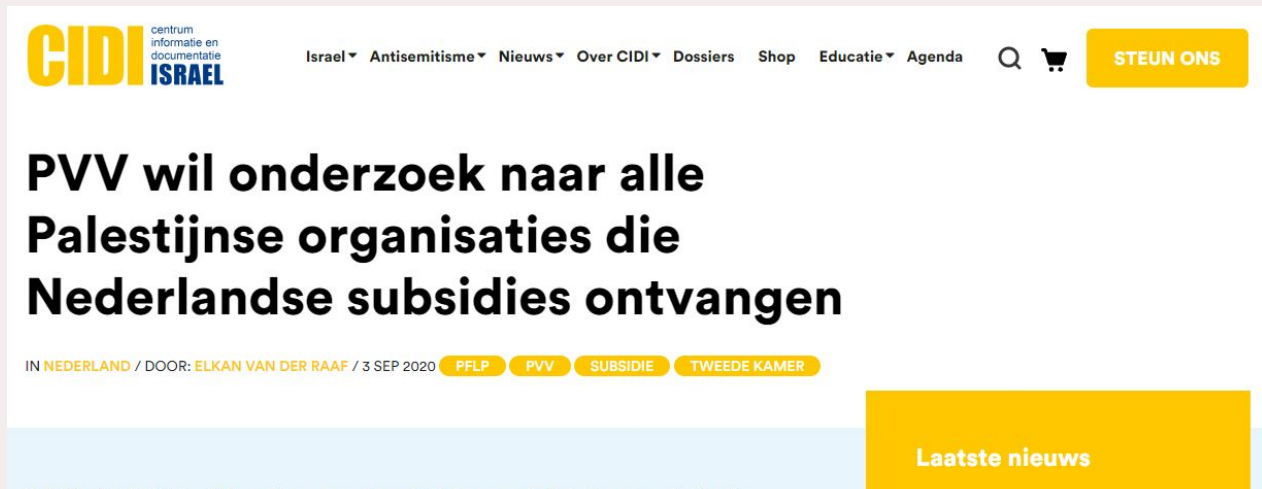 CIDI
centrum
informatie en
documentatie
ISRAEL
Israel Antisemitisme Nieuws Over CIDI Dossiers Shop Educatie Agenda
STEUN ONS
PVV wil onderzoek naar alle
Palestijnse organisaties die
Nederlandse subsidies ontvangen
IN NEDERLAND / DOOR: ELKAN VAN DER RAAF / 3 SEP 2020 PFLP PVV SUBSIDIE TWEEDE KAMER
Laatste nieuws